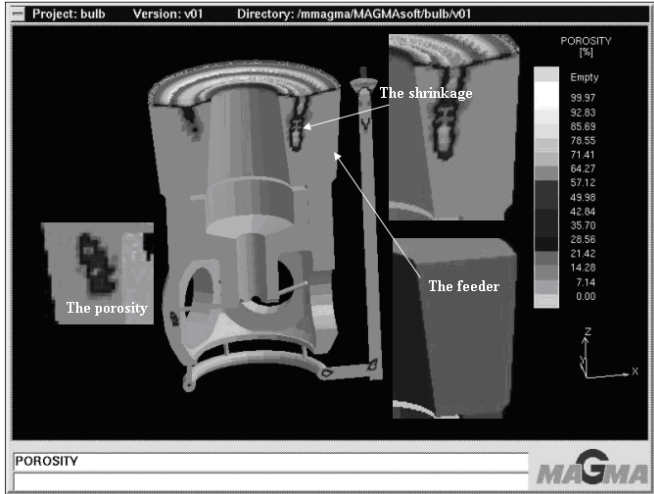 Project: bulb Version: v01 Directory: /mmagma/MAGMAsoft/bulb/v01
POROSITY
[%]
Empty
99.97
92.83
85.69
78.55
71.41
64.27
57.12
49.98
42.84
35.70
28.56
21.42
14.28
7.14
0.00
The shrinkage
The porosity
The feeder
Z
Y
X
POROSITY
MAGMA